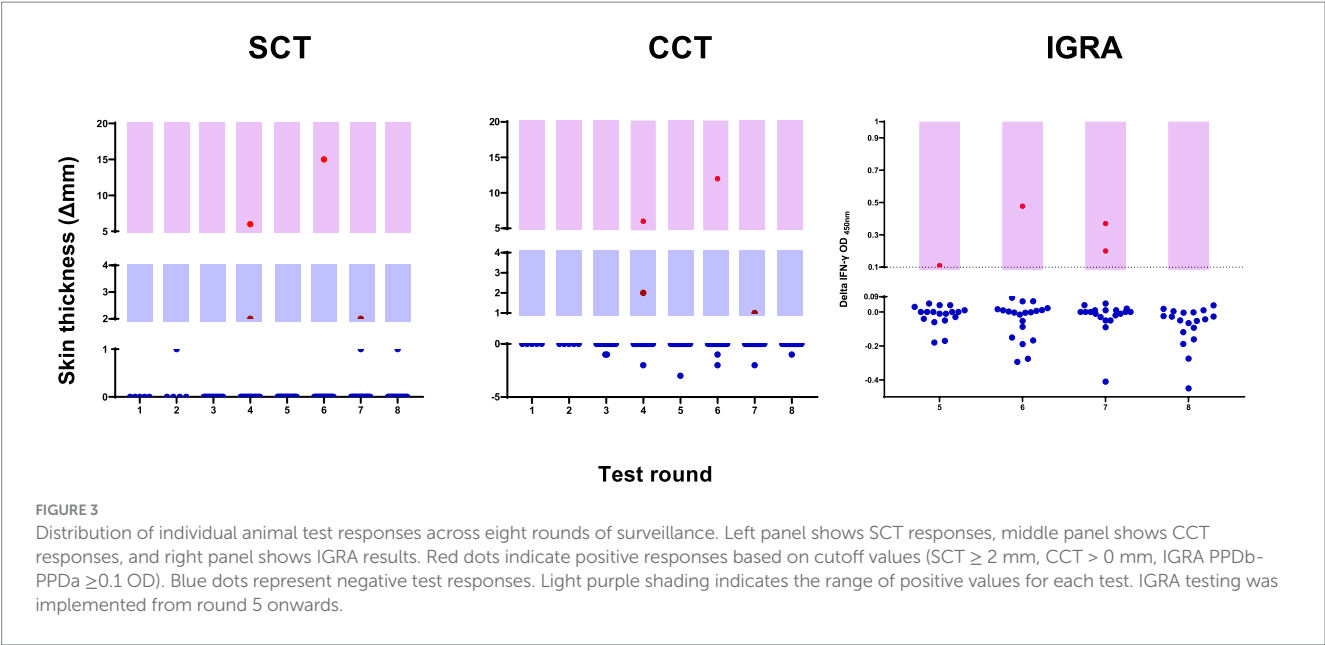 SCT
CCT
IGRA
Skin thickness (Δmm)
20
15
10
5
4
3
2
1
0
1 2 3 4 5 6 7 8
20
15
10
5
4
3
2
1
0
-5
1 2 3 4 5 6 7 8
Delta IFN-γ OD 450nm
1
0.9
0.7
0.5
0.3
0.1
0.09
0.0
-0.2
-0.4
5 6 7 8
Test round
FIGURE 3
Distribution of individual animal test responses across eight rounds of surveillance. Left panel shows SCT responses, middle panel shows CCT
responses, and right panel shows IGRA results. Red dots indicate positive responses based on cutoff values (SCT ≥ 2 mm, CCT > 0 mm, IGRA PPDb-
PPDa ≥0.1 OD). Blue dots represent negative test responses. Light purple shading indicates the range of positive values for each test. IGRA testing was
implemented from round 5 onwards.